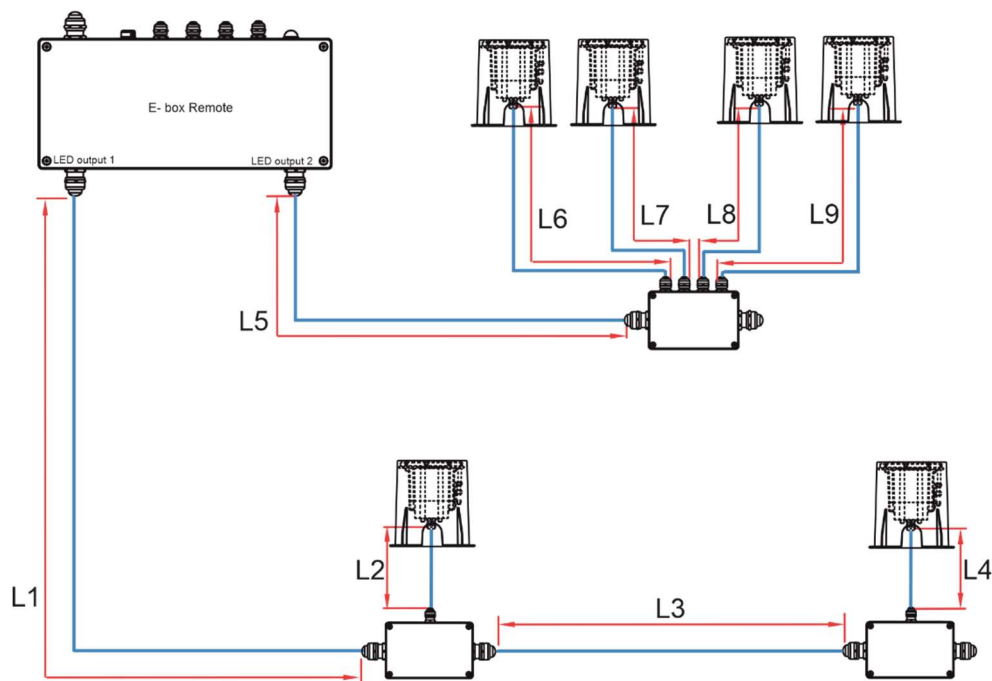 E- box Remote
LED output 1
LED output 2
L6
L7
L8
L9
L5
L2
L4
L1
L3